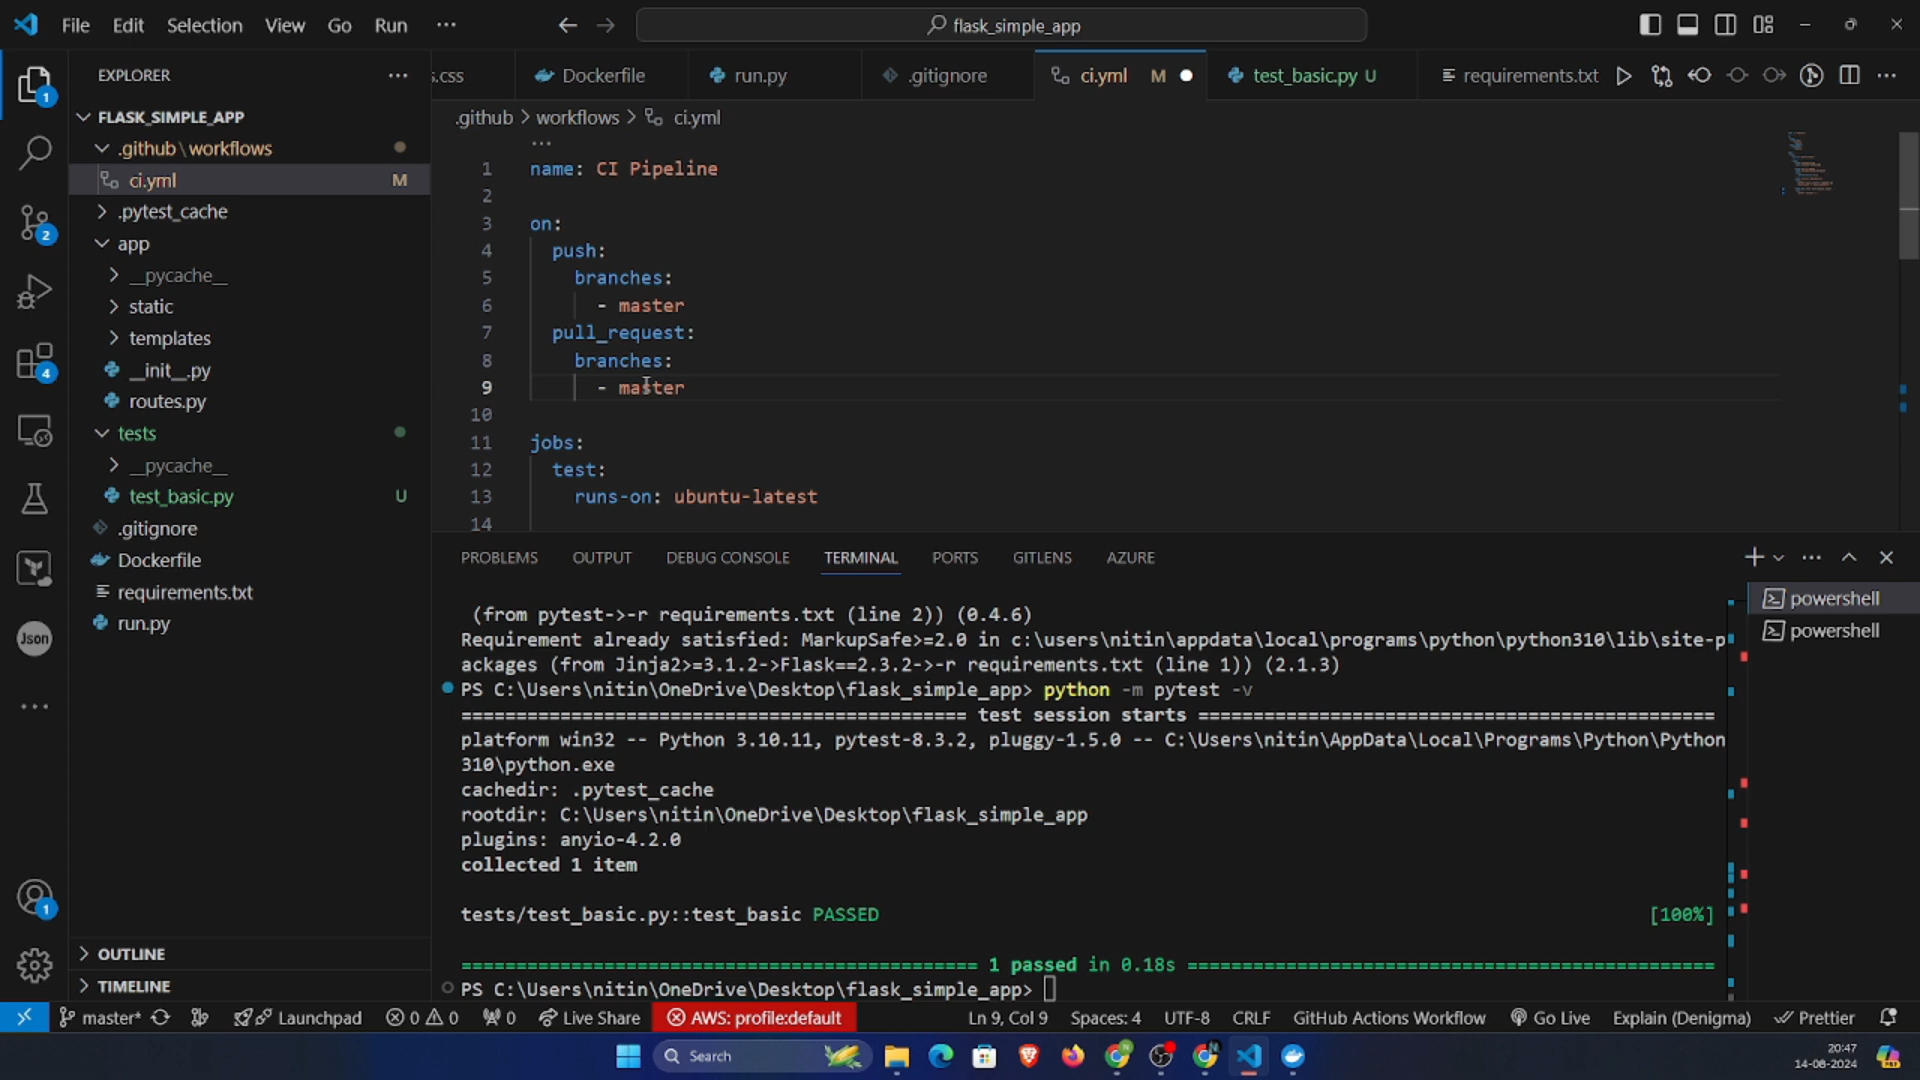 File Edit Selection View Go Run ··· flask_simple_app
EXPLORER ···
s.css Dockerfile run.py .gitignore ci.yml M test_basic.py U requirements.txt ···
FLASK_SIMPLE_APP
.github\workflows
ci.yml M
.pytest_cache
app
__pycache__
static
templates
__init__.py
routes.py
tests
__pycache__
test_basic.py U
.gitignore
Dockerfile
requirements.txt
run.py
OUTLINE
TIMELINE
1
2
4
Json
1
.github > workflows > ci.yml
...
1 name: CI Pipeline
2
3 on:
4 push:
5 branches:
6 - master
7 pull_request:
8 branches:
9 - master
10
11 jobs:
12 test:
13 runs-on: ubuntu-latest
14
PROBLEMS OUTPUT DEBUG CONSOLE TERMINAL PORTS GITLENS AZURE
powershell
powershell
(from pytest->-r requirements.txt (line 2)) (0.4.6)
Requirement already satisfied: MarkupSafe>=2.0 in c:\users\nitin\appdata\local\programs\python\python310\lib\site-p
ackages (from Jinja2>=3.1.2->Flask==2.3.2->-r requirements.txt (line 1)) (2.1.3)
PS C:\Users\nitin\OneDrive\Desktop\flask_simple_app> python -m pytest -v
============================================== test session starts ===============================================
platform win32 -- Python 3.10.11, pytest-8.3.2, pluggy-1.5.0 -- C:\Users\nitin\AppData\Local\Programs\Python\Python
310\python.exe
cachedir: .pytest_cache
rootdir: C:\Users\nitin\OneDrive\Desktop\flask_simple_app
plugins: anyio-4.2.0
collected 1 item
tests/test_basic.py::test_basic PASSED [100%]
=============================================== 1 passed in 0.18s ================================================
PS C:\Users\nitin\OneDrive\Desktop\flask_simple_app>
master* Launchpad 0 0 0 Live Share AWS: profile:default Ln 9, Col 9 Spaces: 4 UTF-8 CRLF GitHub Actions Workflow Go Live Explain (Denigma) Prettier
Search
20:47
14-08-2024